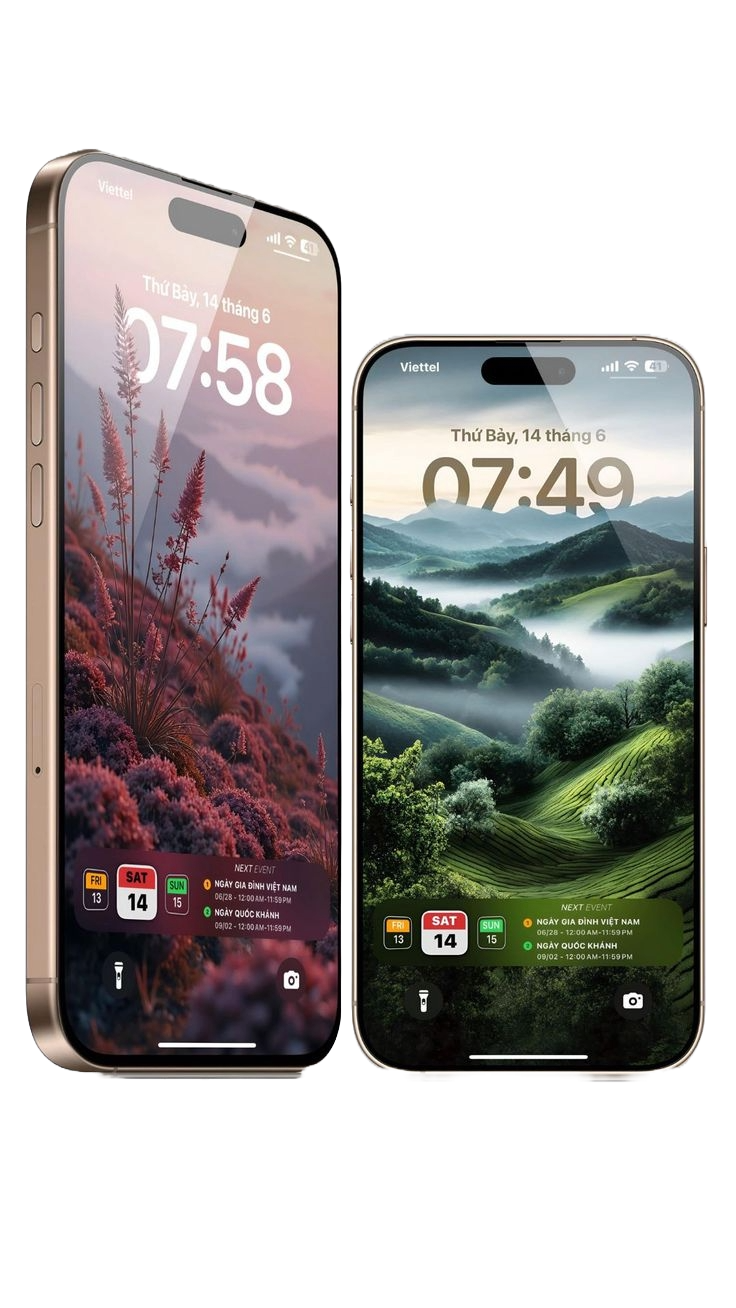 Viettel
41
Thứ Bảy, 14 tháng 6
07:58
NEXT EVENT
FRI
13
SAT
14
SUN
15
1 NGÀY GIA ĐÌNH VIỆT NAM
06/28 - 12:00 AM-11:59 PM
2 NGÀY QUỐC KHÁNH
09/02 - 12:00 AM-11:59 PM
Viettel
41
Thứ Bảy, 14 tháng 6
07:49
NEXT EVENT
FRI
13
SAT
14
SUN
15
1 NGÀY GIA ĐÌNH VIỆT NAM
06/28 - 12:00 AM-11:59 PM
2 NGÀY QUỐC KHÁNH
09/02 - 12:00 AM-11:59 PM